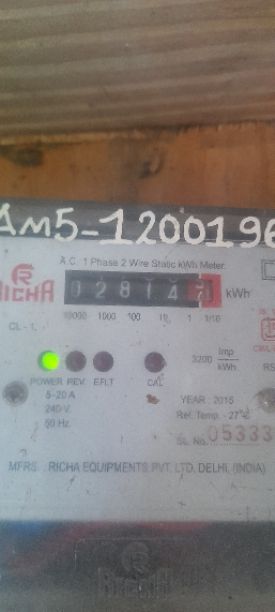 AM5-1200196
A.C. 1 Phase 2 Wire Static kWh Meter
RICHA
02814
kWh
CL-1.
10000 1000 100 10 1 1/10
3200 Imp/kWh
RS
POWER REV. E/LT CAL
5-20 A
240 V.
50 Hz.
YEAR : 2015
Ref. Temp. -27°C
SL. No. 05333
MFRS. : RICHA EQUIPMENTS PVT. LTD. DELHI. (INDIA)
RICHA